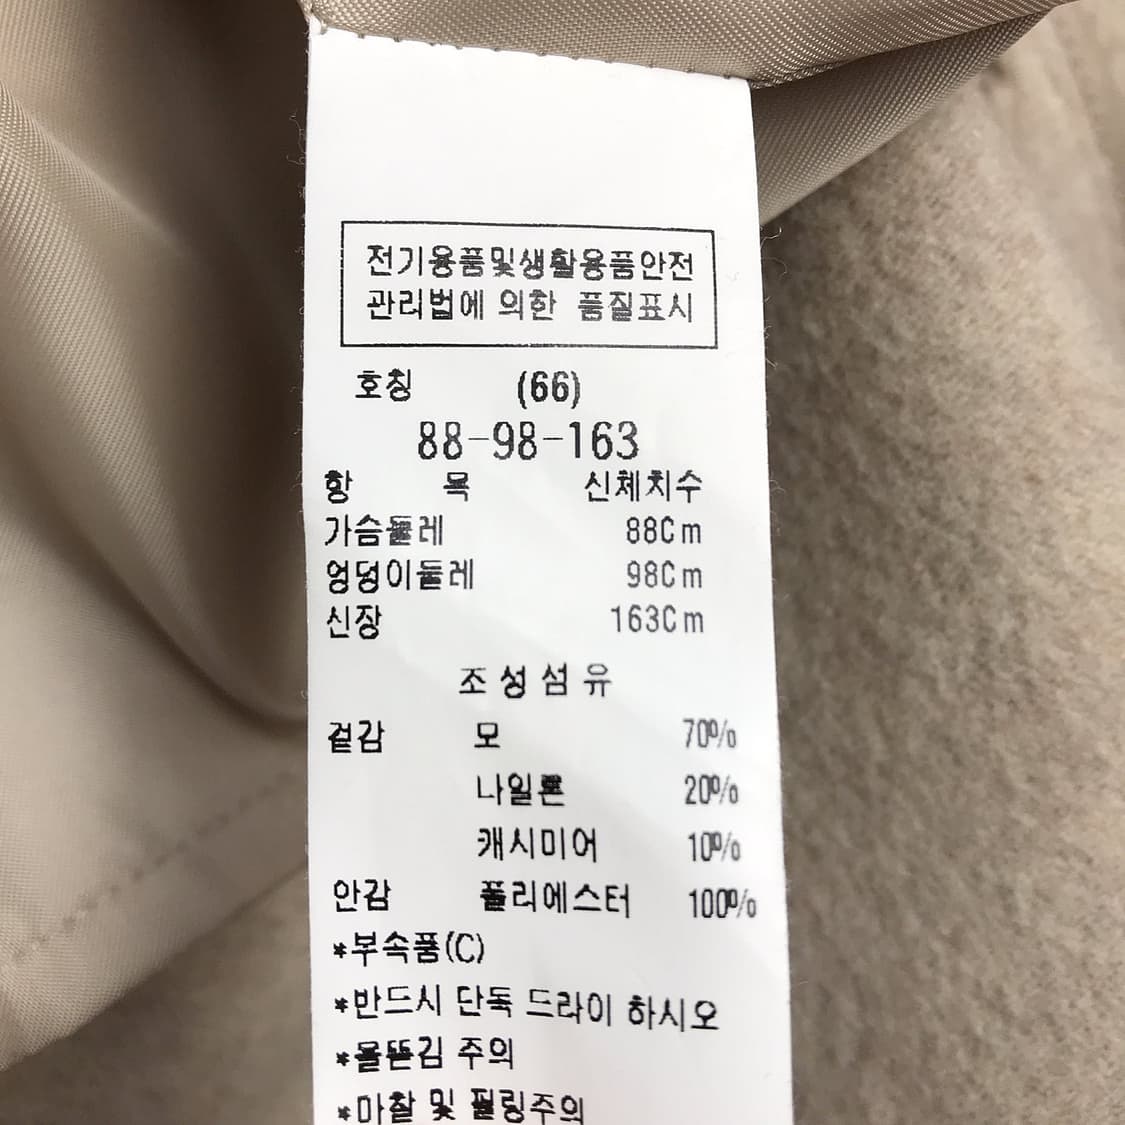 전기용품및생활용품안전
관리법에 의한 품질표시
호칭 (66)
88-98-163
항 목 신체치수
가슴둘레 88Cm
엉덩이둘레 98Cm
신장 163Cm
조성섬유
겉감 모 70%
나일론 20%
캐시미어 10%
안감 폴리에스터 100%
*부속품(C)
*반드시 단독 드라이 하시오
*올뜯김 주의
*마찰 및 필링주의